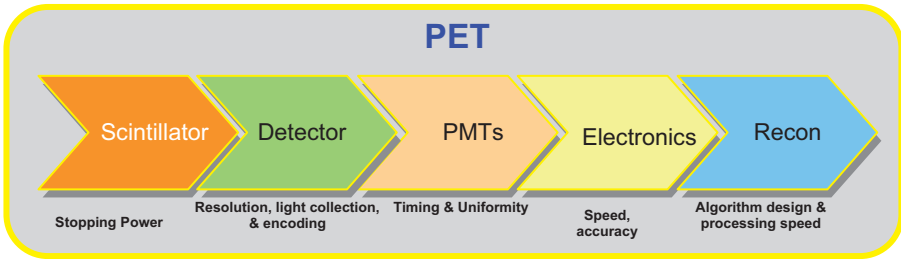 PET
Scintillator
Detector
PMTs
Electronics
Recon
Stopping Power
Resolution, light collection,
& encoding
Timing & Uniformity
Speed,
accuracy
Algorithm design &
processing speed